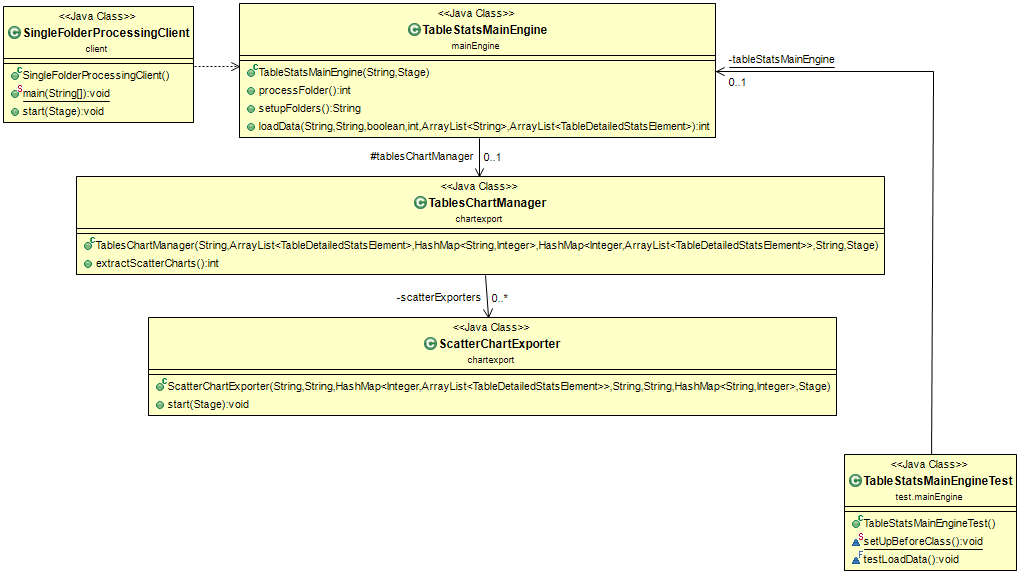 <<Java Class>>
SingleFolderProcessingClient
client
SingleFolderProcessingClient()
main(String[]):void
start(Stage):void
<<Java Class>>
TableStatsMainEngine
mainEngine
TableStatsMainEngine(String,Stage)
processFolder():int
setupFolders():String
loadData(String,String,boolean,int,ArrayList<String>,ArrayList<TableDetailedStatsElement>):int
-tableStatsMainEngine
0..1
#tablesChartManager
0..1
<<Java Class>>
TablesChartManager
chartexport
TablesChartManager(String,ArrayList<TableDetailedStatsElement>,HashMap<String,Integer>,HashMap<Integer,ArrayList<TableDetailedStatsElement>>,String,Stage)
extractScatterCharts():int
-scatterExporters
0..*
<<Java Class>>
ScatterChartExporter
chartexport
ScatterChartExporter(String,String,HashMap<Integer,ArrayList<TableDetailedStatsElement>>,String,String,HashMap<String,Integer>,Stage)
start(Stage):void
<<Java Class>>
TableStatsMainEngineTest
test.mainEngine
TableStatsMainEngineTest()
setUpBeforeClass():void
testLoadData():void